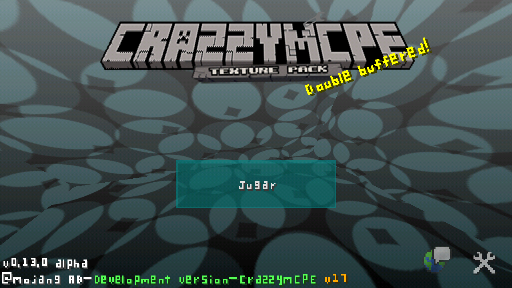 CRAZZYMCPE
TEXTURE PACK
Double buffered!
Jugar
v0.13.0 alpha
@Mojang AB-Development version-CrazzyMCPE v17